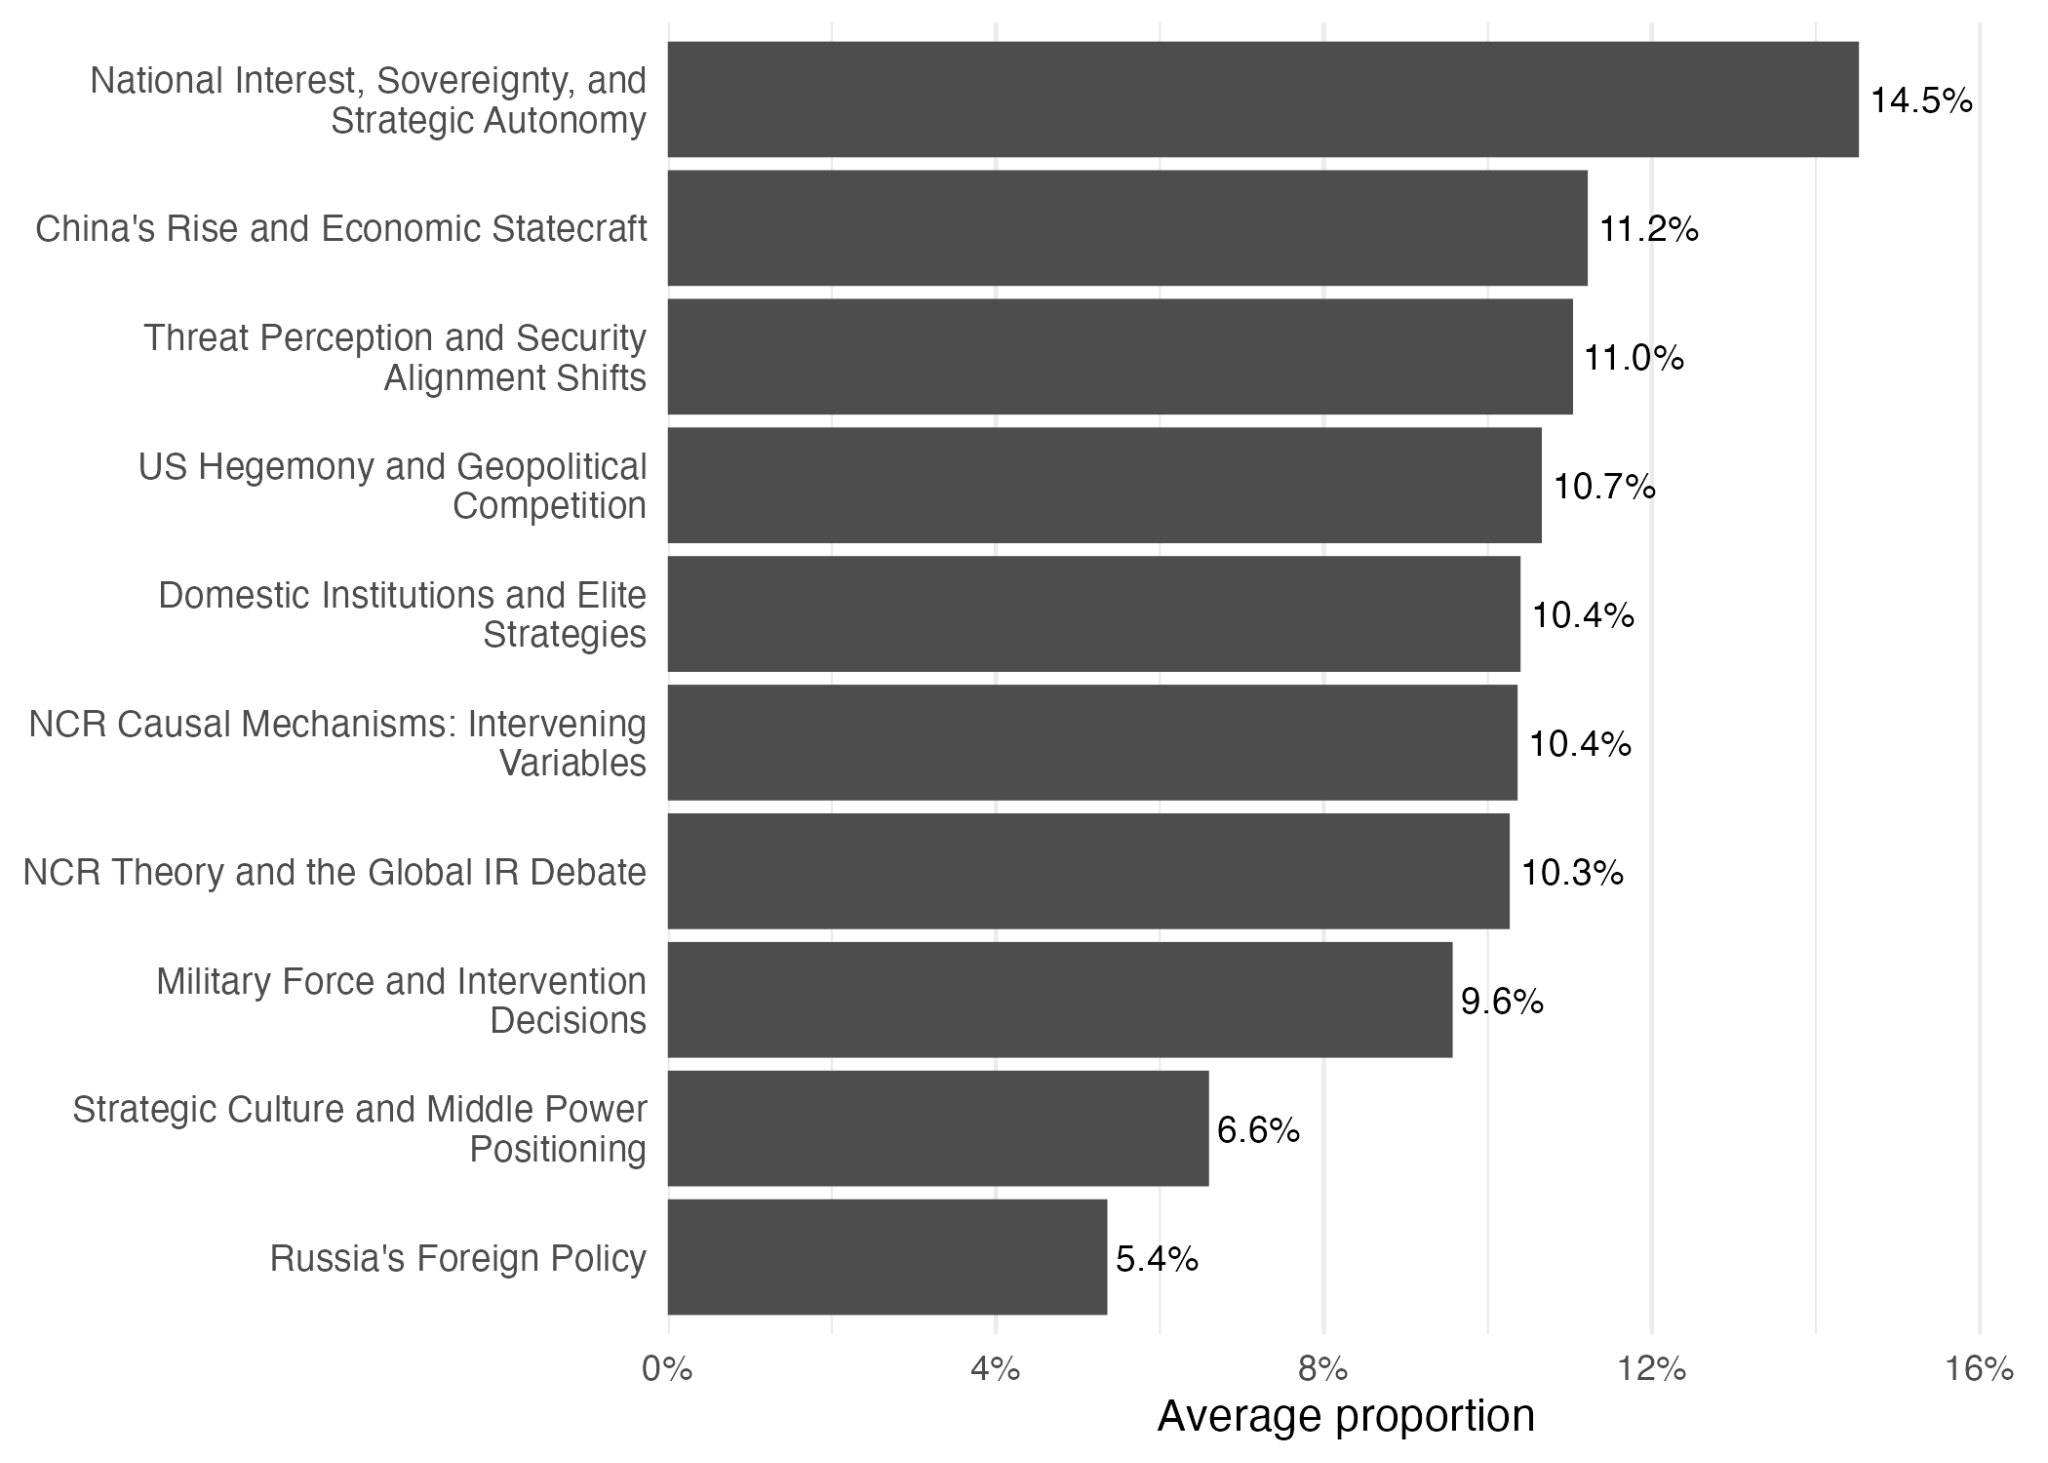 National Interest, Sovereignty, and
Strategic Autonomy
14.5%
China's Rise and Economic Statecraft
11.2%
Threat Perception and Security
Alignment Shifts
11.0%
US Hegemony and Geopolitical
Competition
10.7%
Domestic Institutions and Elite
Strategies
10.4%
NCR Causal Mechanisms: Intervening
Variables
10.4%
NCR Theory and the Global IR Debate
10.3%
Military Force and Intervention
Decisions
9.6%
Strategic Culture and Middle Power
Positioning
6.6%
Russia's Foreign Policy
5.4%
0% 4% 8% 12% 16%
Average proportion